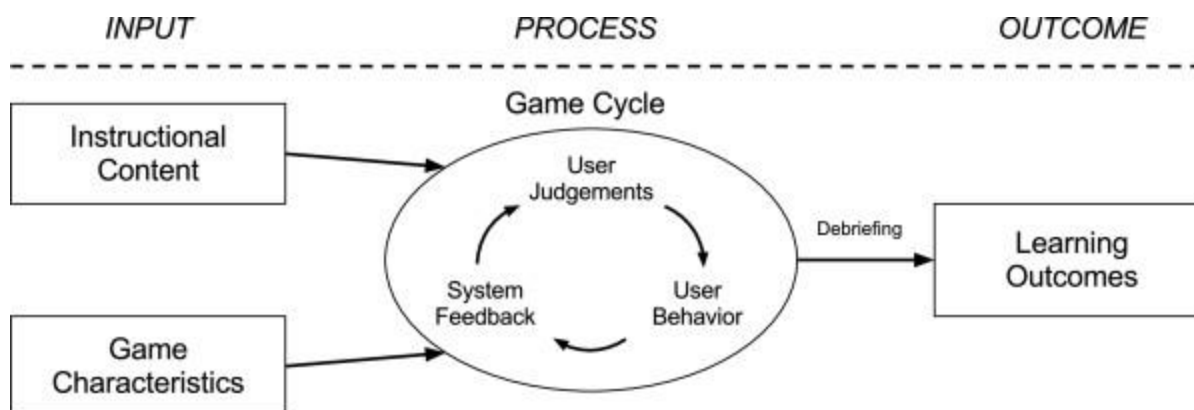 INPUT
PROCESS
OUTCOME
Game Cycle
Instructional
Content
User
Judgements
Debriefing
Learning
Outcomes
System
Feedback
User
Behavior
Game
Characteristics